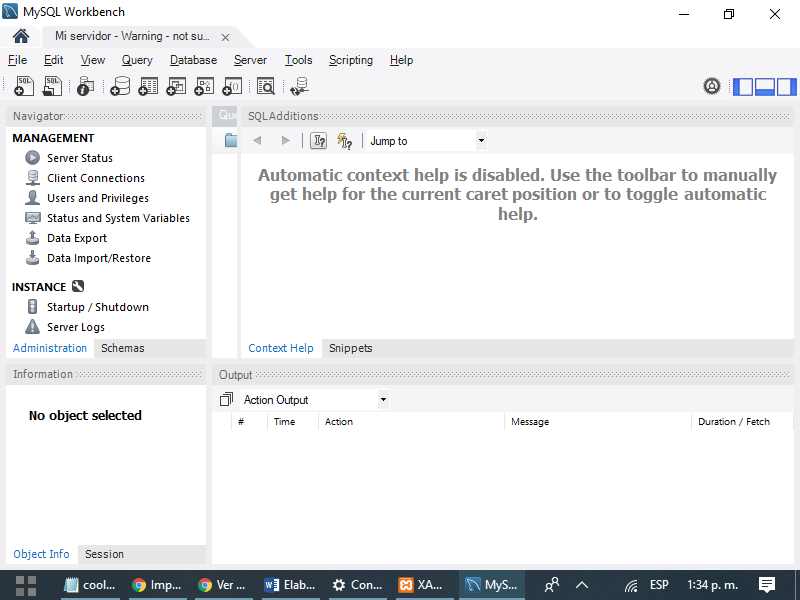 MySQL Workbench
Mi servidor - Warning - not su...
File Edit View Query Database Server Tools Scripting Help
SQL SQL
Navigator
MANAGEMENT
Server Status
Client Connections
Users and Privileges
Status and System Variables
Data Export
Data Import/Restore
INSTANCE
Startup / Shutdown
Server Logs
Administration Schemas
Que
SQLAdditions
Jump to
Automatic context help is disabled. Use the toolbar to manually
get help for the current caret position or to toggle automatic
help.
Context Help Snippets
Information
No object selected
Object Info Session
Output
Action Output
# Time Action Message Duration / Fetch
cool... Imp... Ver ... Elab... Con... XA... MyS... ESP 1:34 p. m.